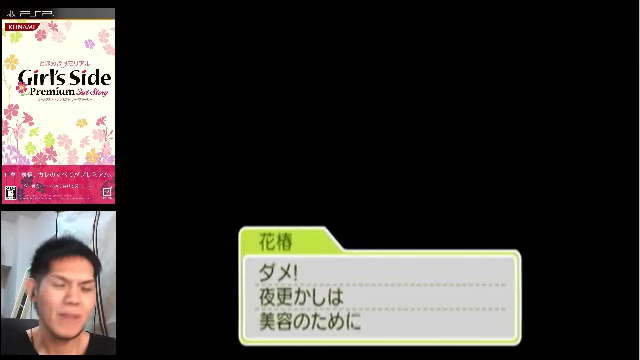 PSP
KONAMI
ときめきメモリアル
Girl's Side
Premium 3rd Story
花椿
ダメ!
夜更かしは
美容のために